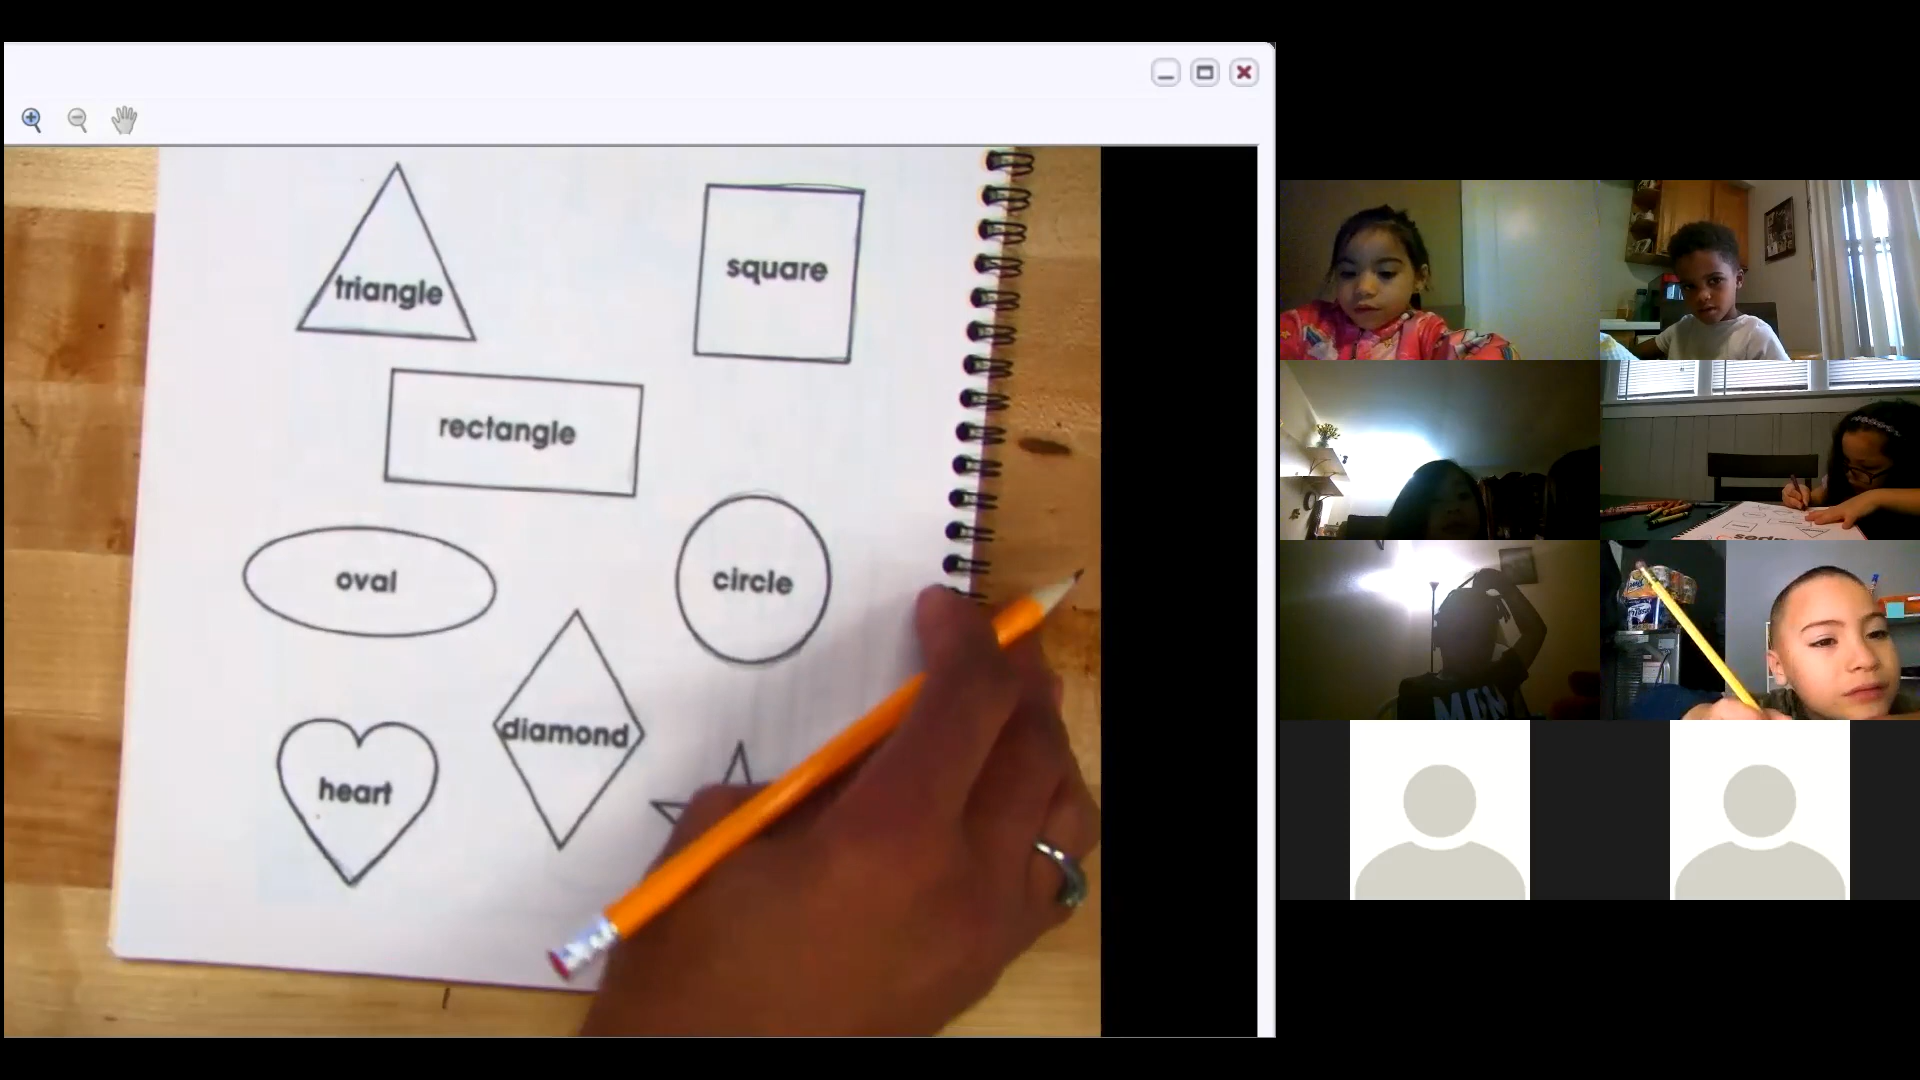 triangle
square
rectangle
oval
circle
diamond
heart